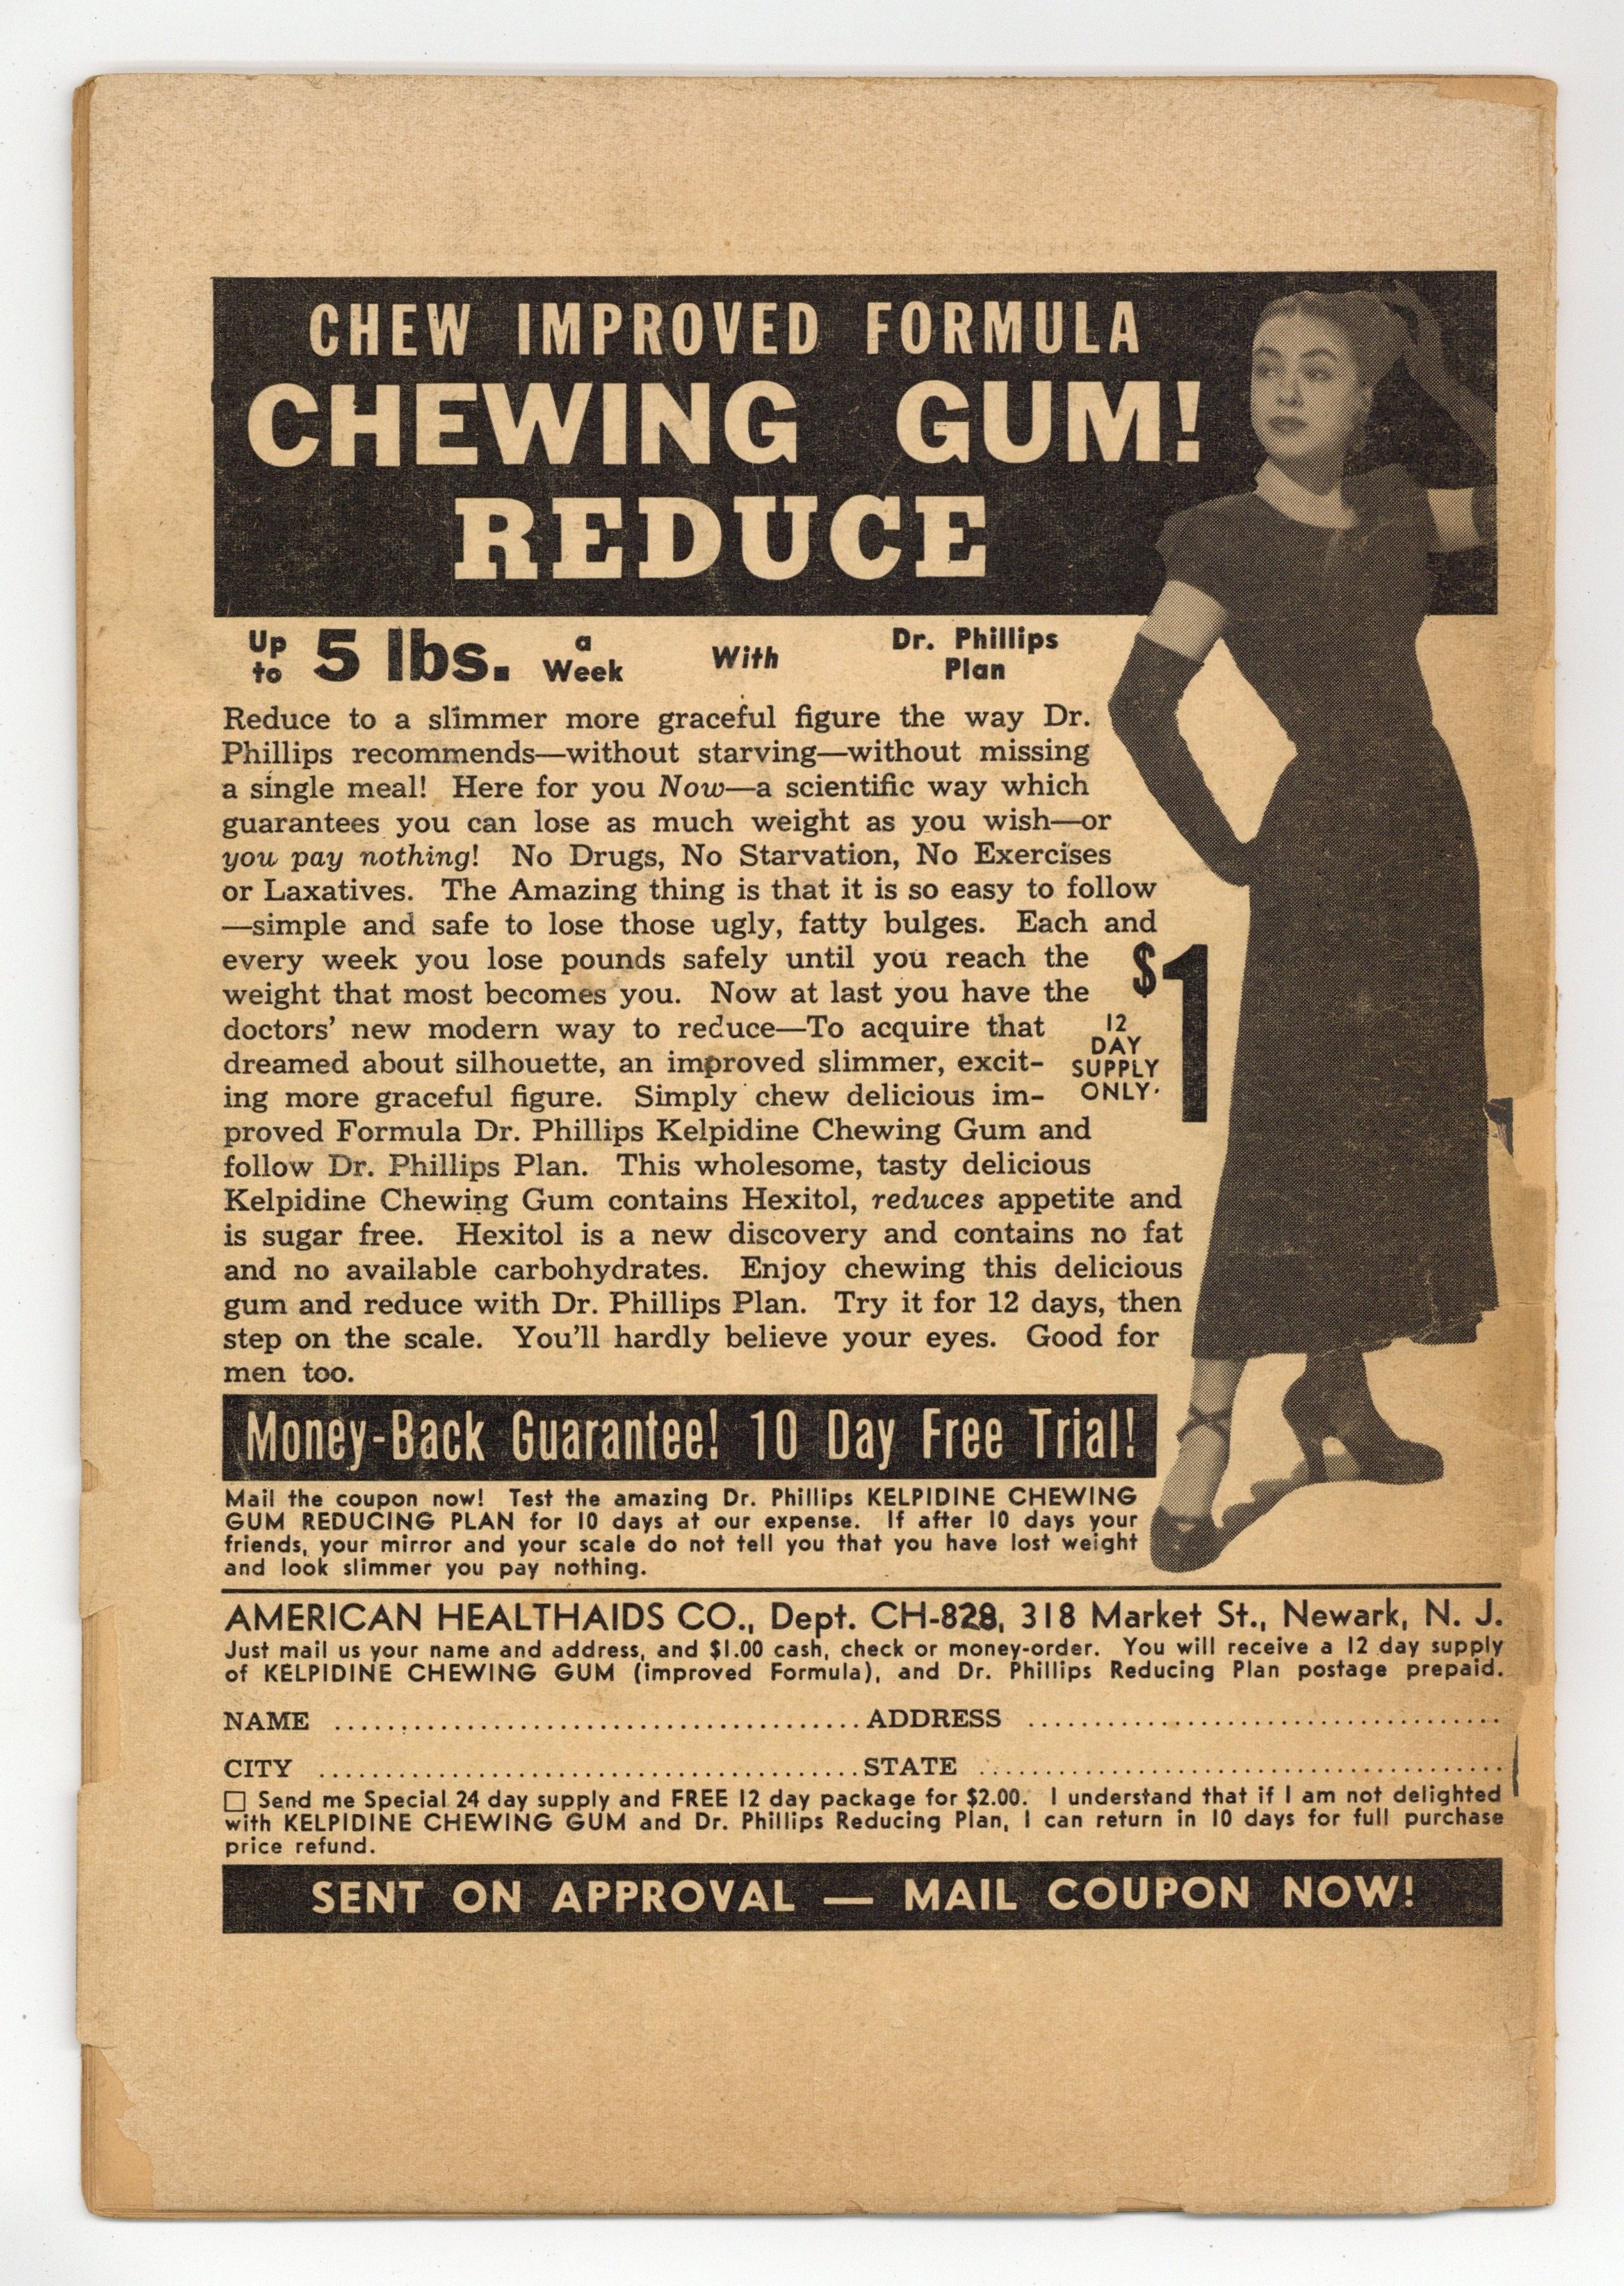 CHEW IMPROVED FORMULA
CHEWING GUM!
REDUCE
Up to 5 lbs. a Week With Dr. Phillips Plan
Reduce to a slimmer more graceful figure the way Dr.
Phillips recommends—without starving—without missing
a single meal! Here for you Now—a scientific way which
guarantees you can lose as much weight as you wish—or
you pay nothing! No Drugs, No Starvation, No Exercises
or Laxatives. The Amazing thing is that it is so easy to follow
—simple and safe to lose those ugly, fatty bulges. Each and
every week you lose pounds safely until you reach the
weight that most becomes you. Now at last you have the
doctors' new modern way to reduce—To acquire that
dreamed about silhouette, an improved slimmer, excit-
ing more graceful figure. Simply chew delicious im-
proved Formula Dr. Phillips Kelpidine Chewing Gum and
follow Dr. Phillips Plan. This wholesome, tasty delicious
Kelpidine Chewing Gum contains Hexitol, reduces appetite and
is sugar free. Hexitol is a new discovery and contains no fat
and no available carbohydrates. Enjoy chewing this delicious
gum and reduce with Dr. Phillips Plan. Try it for 12 days, then
step on the scale. You'll hardly believe your eyes. Good for
men too.
$1
12
DAY
SUPPLY
ONLY.
Money-Back Guarantee! 10 Day Free Trial!
Mail the coupon now! Test the amazing Dr. Phillips KELPIDINE CHEWING
GUM REDUCING PLAN for 10 days at our expense. If after 10 days your
friends, your mirror and your scale do not tell you that you have lost weight
and look slimmer you pay nothing.
AMERICAN HEALTHAIDS CO., Dept. CH-828, 318 Market St., Newark, N. J.
Just mail us your name and address, and $1.00 cash, check or money-order. You will receive a 12 day supply
of KELPIDINE CHEWING GUM (improved Formula), and Dr. Phillips Reducing Plan postage prepaid.
NAME ........................................ ADDRESS ....................................
CITY ........................................ STATE ........................................
☐ Send me Special 24 day supply and FREE 12 day package for $2.00. I understand that if I am not delighted
with KELPIDINE CHEWING GUM and Dr. Phillips Reducing Plan, I can return in 10 days for full purchase
price refund.
SENT ON APPROVAL — MAIL COUPON NOW!